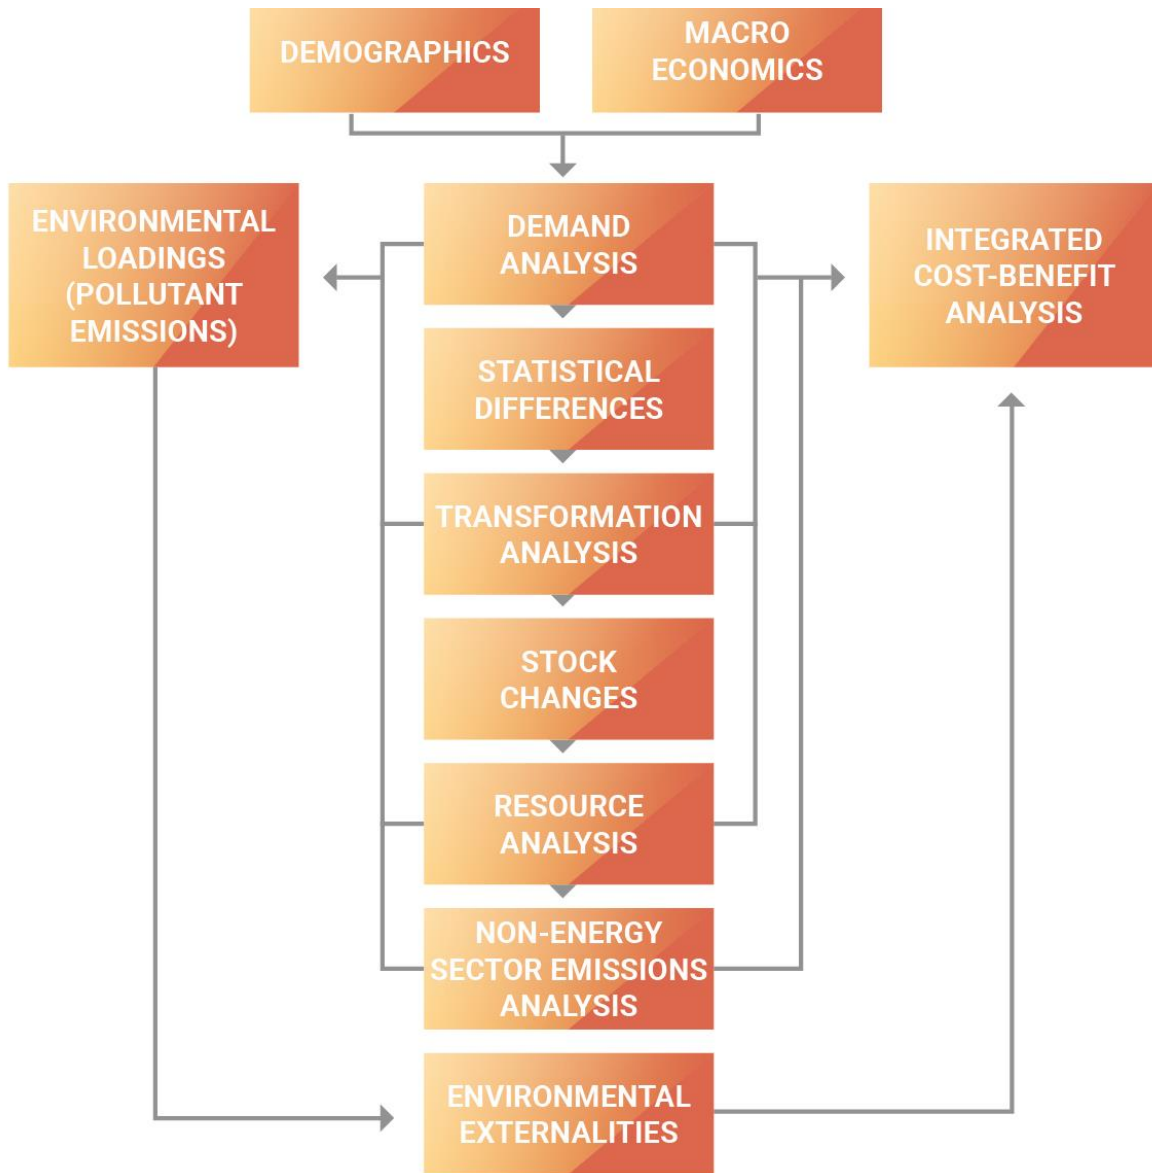 DEMOGRAPHICS
MACRO
ECONOMICS
ENVIRONMENTAL
LOADINGS
(POLLUTANT
EMISSIONS)
DEMAND
ANALYSIS
INTEGRATED
COST-BENEFIT
ANALYSIS
STATISTICAL
DIFFERENCES
TRANSFORMATION
ANALYSIS
STOCK
CHANGES
RESOURCE
ANALYSIS
NON-ENERGY
SECTOR EMISSIONS
ANALYSIS
ENVIRONMENTAL
EXTERNALITIES